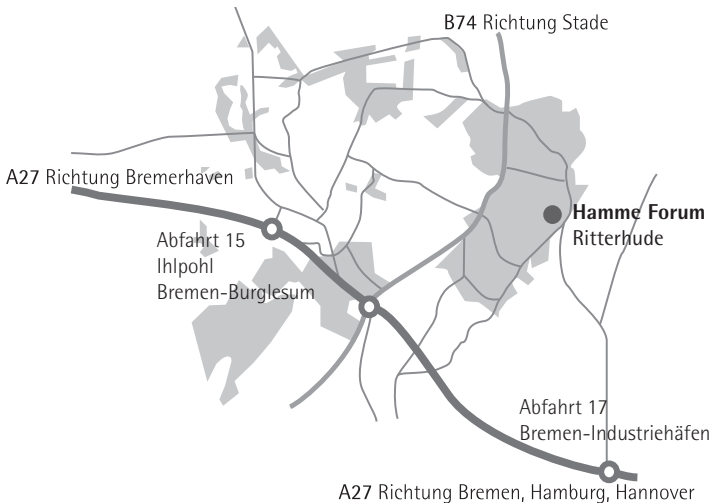 B74 Richtung Stade
A27 Richtung Bremerhaven
Hamme Forum
Ritterhude
Abfahrt 15
Ihlpohl
Bremen-Burglesum
Abfahrt 17
Bremen-Industriehäfen
A27 Richtung Bremen, Hamburg, Hannover